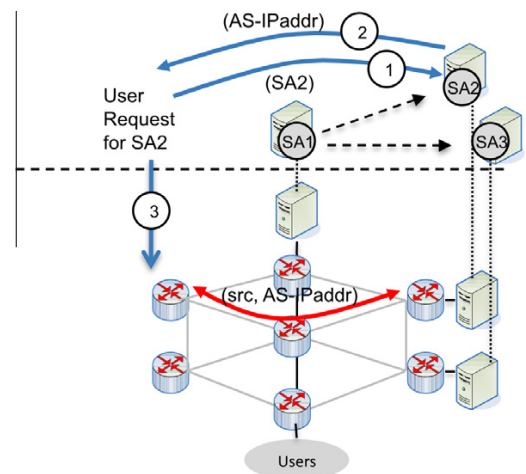 (AS-IPaddr)
2
1
(SA2)
SA2
User
Request
for SA2
SA1
SA3
3
(src, AS-IPaddr)
Users